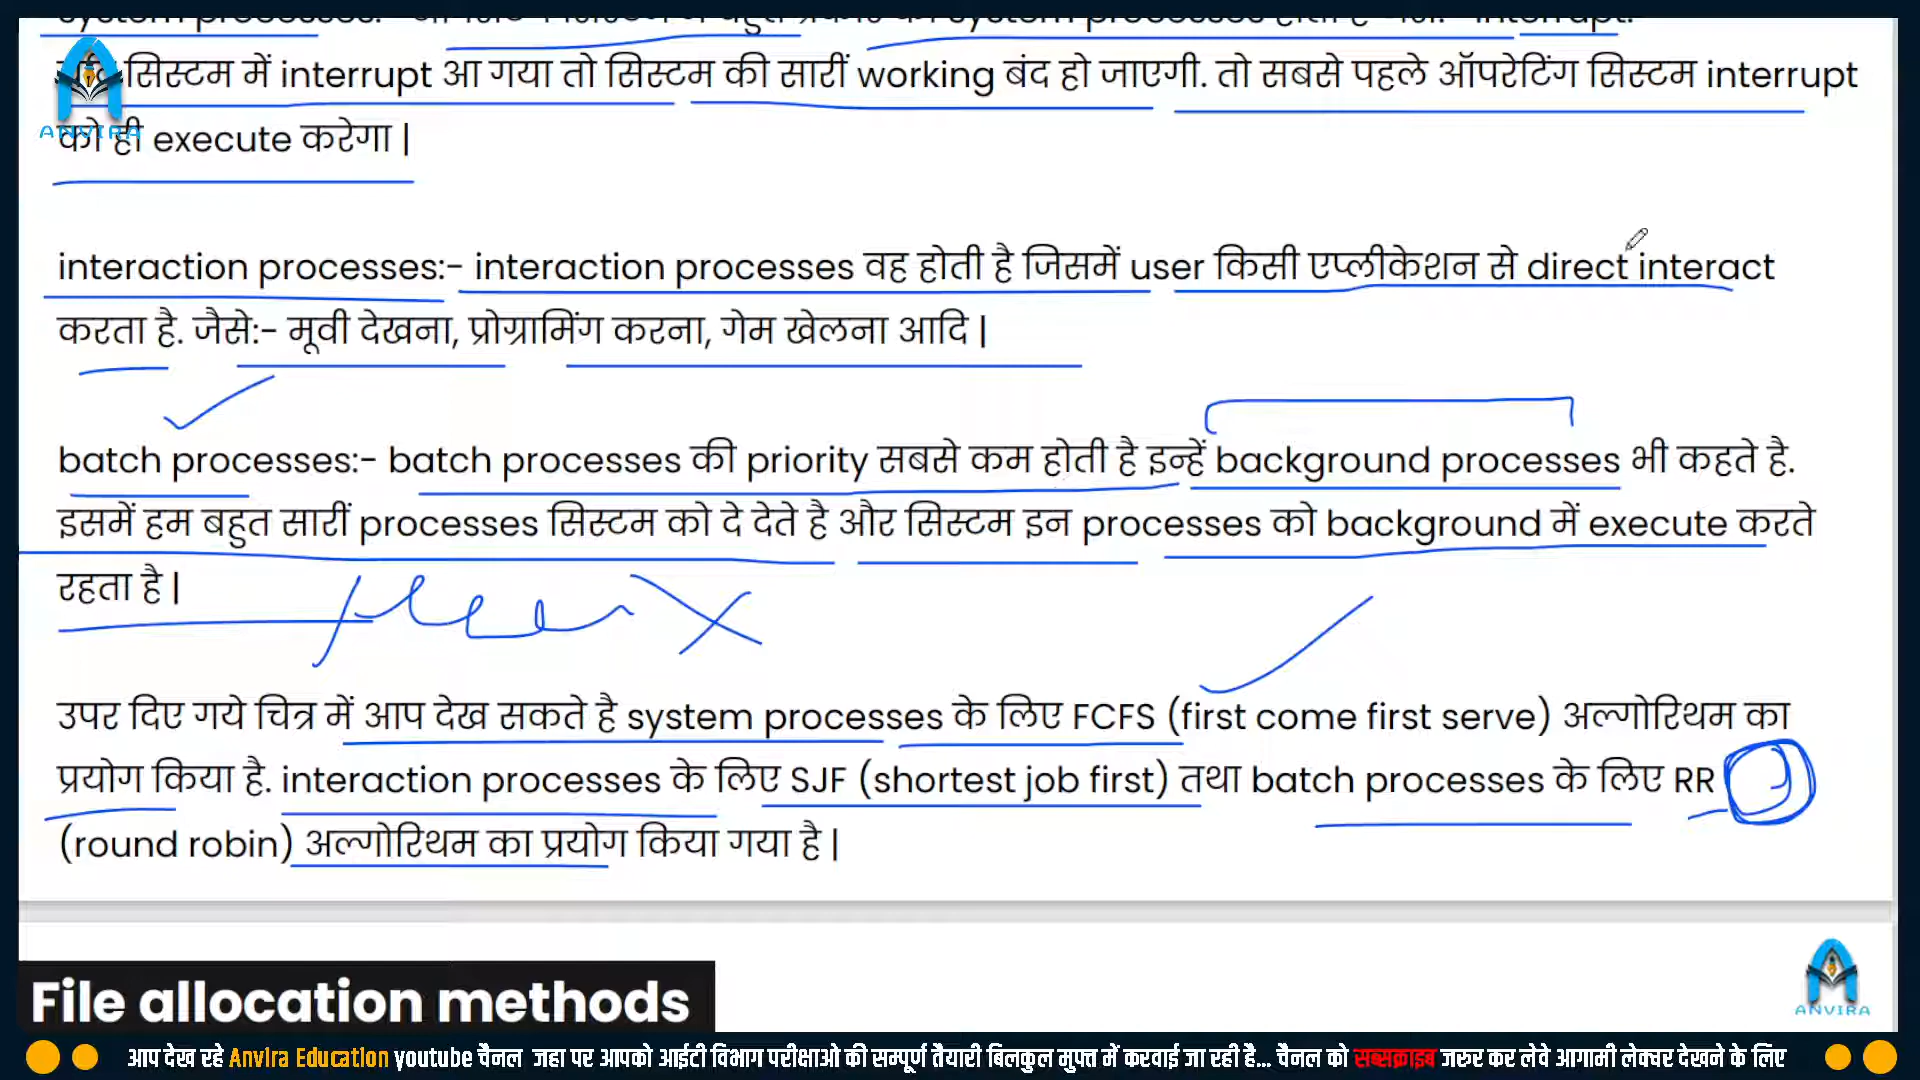 system processes:-
यदि सिस्टम में interrupt आ गया तो सिस्टम की सारीं working बंद हो जाएगी. तो सबसे पहले ऑपरेटिंग सिस्टम interrupt
को ही execute करेगा |
ANVIRA
interaction processes:- interaction processes वह होती है जिसमें user किसी एप्लीकेशन से direct interact
करता है. जैसे:- मूवी देखना, प्रोग्रामिंग करना, गेम खेलना आदि |
batch processes:- batch processes की priority सबसे कम होती है इन्हें background processes भी कहते है.
इसमें हम बहुत सारीं processes सिस्टम को दे देते है और सिस्टम इन processes को background में execute करते
रहता है |
उपर दिए गये चित्र में आप देख सकते है system processes के लिए FCFS (first come first serve) अल्गोरिथम का
प्रयोग किया है. interaction processes के लिए SJF (shortest job first) तथा batch processes के लिए RR
(round robin) अल्गोरिथम का प्रयोग किया गया है |
File allocation methods
ANVIRA
आप देख रहे Anvira Education youtube चैनल जहा पर आपको आईटी विभाग परीक्षाओ की सम्पूर्ण तैयारी बिलकुल मुफ्त में करवाई जा रही है... चैनल को सब्सक्राइब जरुर कर लेवे आगामी लेक्चर देखने के लिए